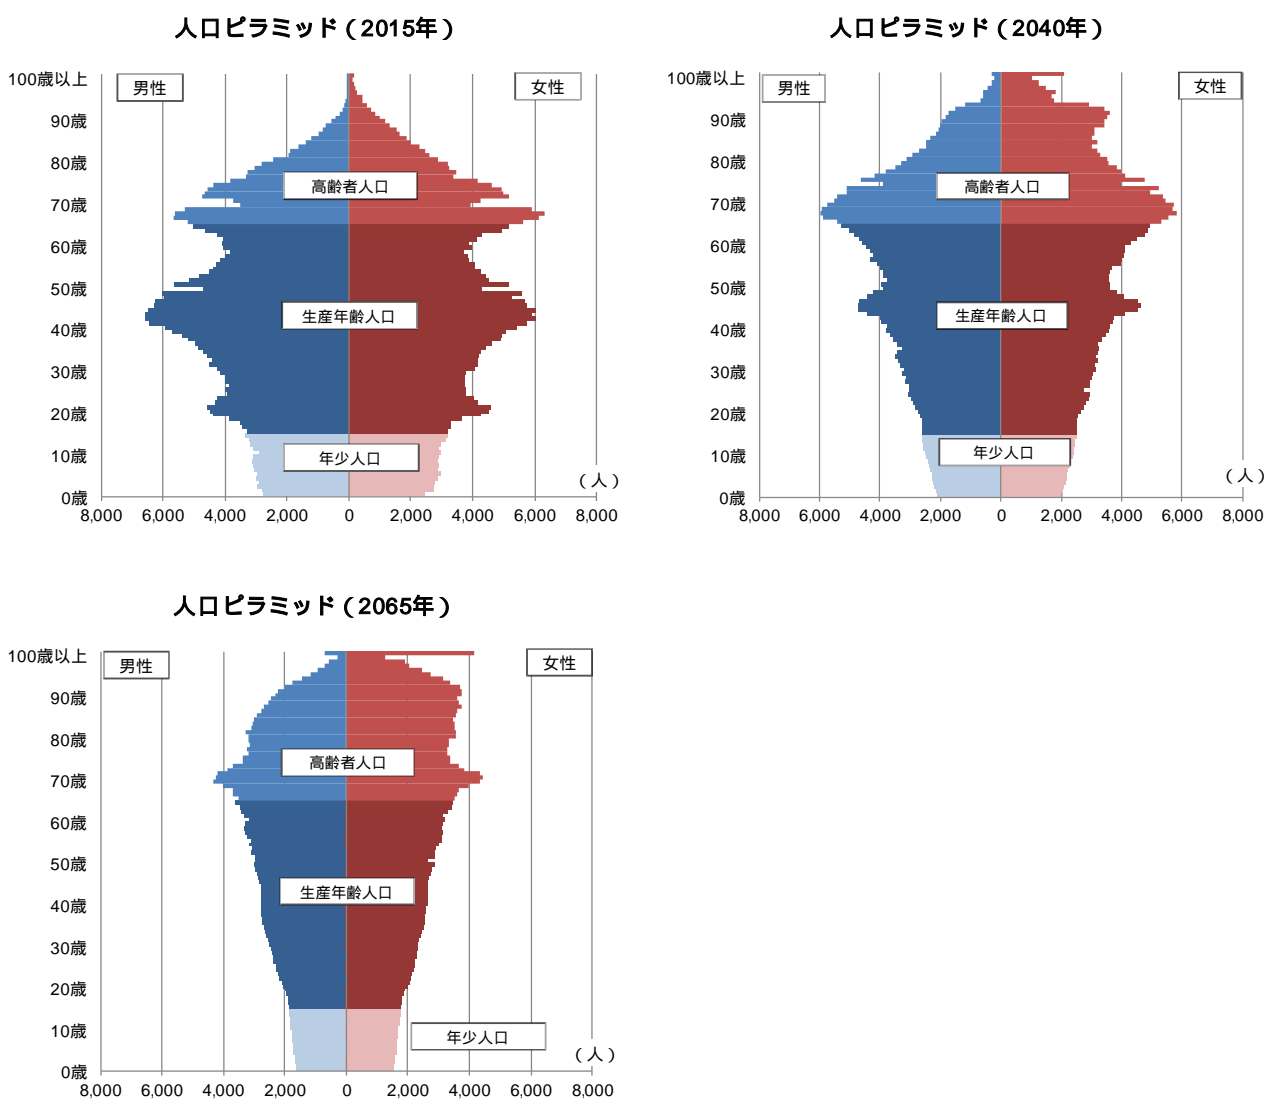 人口ピラミッド（2015年）
男性
女性
100歳以上
90歳
80歳
70歳
60歳
50歳
40歳
30歳
20歳
10歳
0歳
高齢者人口
生産年齢人口
年少人口
（人）
8,000 6,000 4,000 2,000 0 2,000 4,000 6,000 8,000
人口ピラミッド（2040年）
男性
女性
100歳以上
90歳
80歳
70歳
60歳
50歳
40歳
30歳
20歳
10歳
0歳
高齢者人口
生産年齢人口
年少人口
（人）
8,000 6,000 4,000 2,000 0 2,000 4,000 6,000 8,000
人口ピラミッド（2065年）
男性
女性
100歳以上
90歳
80歳
70歳
60歳
50歳
40歳
30歳
20歳
10歳
0歳
高齢者人口
生産年齢人口
年少人口
（人）
8,000 6,000 4,000 2,000 0 2,000 4,000 6,000 8,000